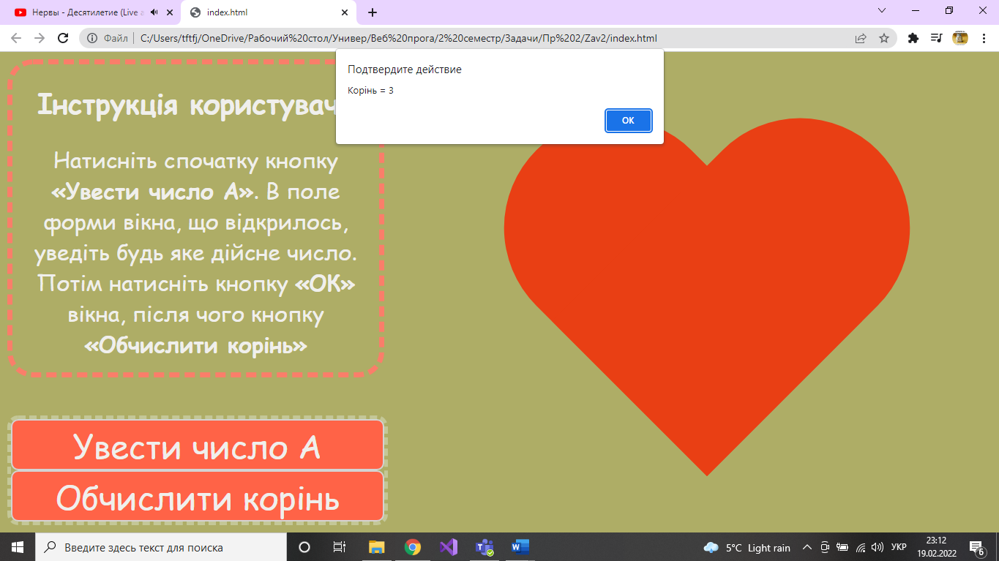 Нервы - Десятилетие (Live a
index.html
Файл
C:/Users/tftfj/OneDrive/Рабочий%20стол/Универ/Веб%20прога/2%20семестр/Задачи/Пр%202/Zav2/index.html
Подтвердите действие
Корінь = 3
ОК
Інструкція користувач
Натисніть спочатку кнопку
«Увести число А». В поле
форми вікна, що відкрилось,
уведіть будь яке дійсне число.
Потім натисніть кнопку «ОК»
вікна, після чого кнопку
«Обчислити корінь»
Увести число А
Обчислити корінь
Введите здесь текст для поиска
5°C Light rain
УКР
23:12
19.02.2022
6